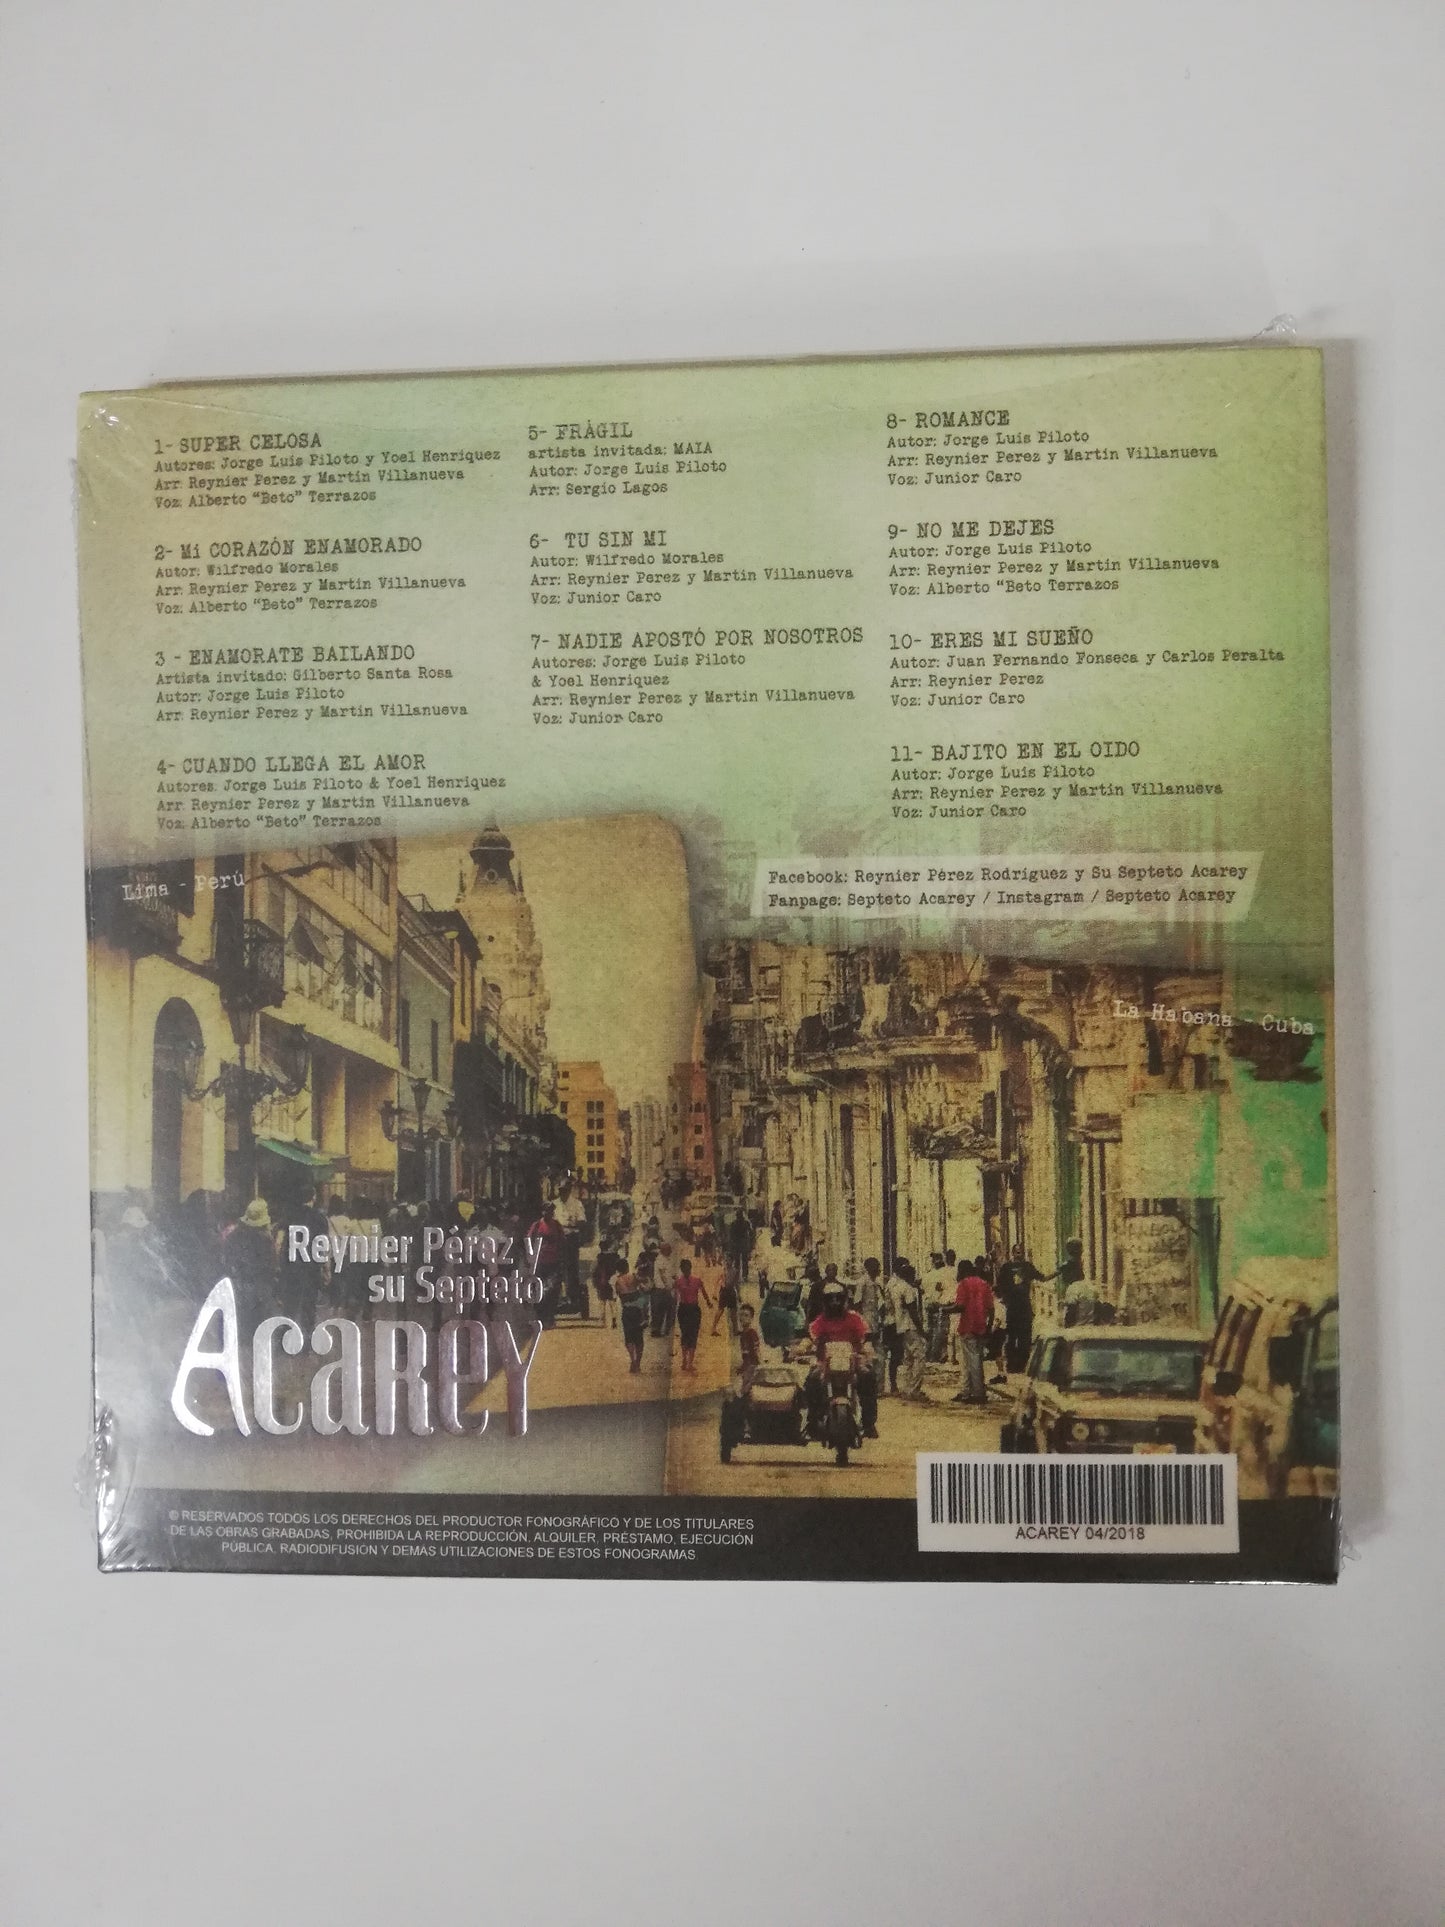 1- SUPER CELOSA
Autores: Jorge Luis Piloto y Yoel Henriquez
Arr: Reynier Perez y Martin Villanueva
Voz: Alberto "Beto" Terrazos
2- Mi CORAZÓN ENAMORADO
Autor: Wilfredo Morales
Arr: Reynier Perez y Martin Villanueva
Voz: Alberto "Beto" Terrazos
3 - ENAMORATE BAILANDO
Artista invitado: Gilberto Santa Rosa
Autor: Jorge Luis Piloto
Arr: Reynier Perez y Martin Villanueva
4- CUANDO LLEGA EL AMOR
Autores: Jorge Luis Piloto & Yoel Henriquez
Arr: Reynier Perez y Martin Villanueva
Voz: Alberto "Beto" Terrazos
5- FRÀGIL
artista invitada: MAIA
Autor: Jorge Luis Piloto
Arr: Sergio Lagos
6- TU SIN MI
Autor: Wilfredo Morales
Arr: Reynier Perez y Martin Villanueva
Voz: Junior Caro
7- NADIE APOSTÓ POR NOSOTROS
Autores: Jorge Luis Piloto
& Yoel Henriquez
Arr: Reynier Perez y Martin Villanueva
Voz: Junior Caro
8- ROMANCE
Autor: Jorge Luis Piloto
Arr: Reynier Perez y Martin Villanueva
Voz: Junior Caro
9- NO ME DEJES
Autor: Jorge Luis Piloto
Arr: Reynier Perez y Martin Villanueva
Voz: Alberto "Beto Terrazos
10- ERES MI SUEÑO
Autor: Juan Fernando Fonseca y Carlos Peralta
Arr: Reynier Perez
Voz: Junior Caro
11- BAJITO EN EL OIDO
Autor: Jorge Luis Piloto
Arr: Reynier Perez y Martin Villanueva
Voz: Junior Caro
Lima - Perú
Facebook: Reynier Pérez Rodríguez y Su Septeto Acarey
Fanpage: Septeto Acarey / Instagram / Septeto Acarey
La Habana - Cuba
Reynier Pérez y
su Septeto
AcaRey
© RESERVADOS TODOS LOS DERECHOS DEL PRODUCTOR FONOGRÁFICO Y DE LOS TITULARES
DE LAS OBRAS GRABADAS, PROHIBIDA LA REPRODUCCIÓN, ALQUILER, PRÉSTAMO, EJECUCIÓN
PÚBLICA, RADIODIFUSION Y DEMÁS UTILIZACIONES DE ESTOS FONOGRAMAS.
ACAREY 04/2018